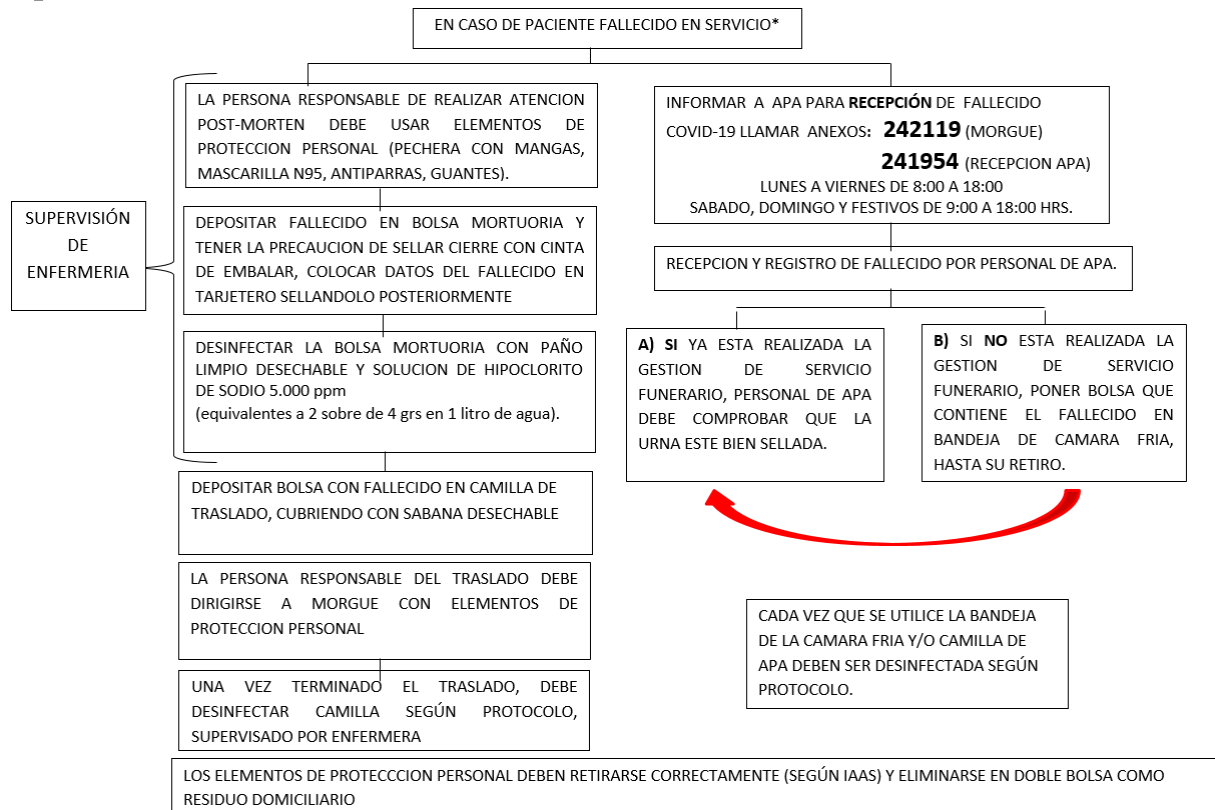 EN CASO DE PACIENTE FALLECIDO EN SERVICIO*
SUPERVISIÓN
DE
ENFERMERIA
LA PERSONA RESPONSABLE DE REALIZAR ATENCION
POST-MORTEN DEBE USAR ELEMENTOS DE
PROTECCION PERSONAL (PECHERA CON MANGAS,
MASCARILLA N95, ANTIPARRAS, GUANTES).
DEPOSITAR FALLECIDO EN BOLSA MORTUORIA Y
TENER LA PRECAUCION DE SELLAR CIERRE CON CINTA
DE EMBALAR, COLOCAR DATOS DEL FALLECIDO EN
TARJETERO SELLANDOLO POSTERIORMENTE
DESINFECTAR LA BOLSA MORTUORIA CON PAÑO
LIMPIO DESECHABLE Y SOLUCION DE HIPOCLORITO
DE SODIO 5.000 ppm
(equivalentes a 2 sobre de 4 grs en 1 litro de agua).
DEPOSITAR BOLSA CON FALLECIDO EN CAMILLA DE
TRASLADO, CUBRIENDO CON SABANA DESECHABLE
LA PERSONA RESPONSABLE DEL TRASLADO DEBE
DIRIGIRSE A MORGUE CON ELEMENTOS DE
PROTECCION PERSONAL
UNA VEZ TERMINADO EL TRASLADO, DEBE
DESINFECTAR CAMILLA SEGÚN PROTOCOLO,
SUPERVISADO POR ENFERMERA
INFORMAR A APA PARA RECEPCIÓN DE FALLECIDO
COVID-19 LLAMAR ANEXOS: 242119 (MORGUE)
241954 (RECEPCION APA)
LUNES A VIERNES DE 8:00 A 18:00
SABADO, DOMINGO Y FESTIVOS DE 9:00 A 18:00 HRS.
RECEPCION Y REGISTRO DE FALLECIDO POR PERSONAL DE APA.
A) SI YA ESTA REALIZADA LA
GESTION DE SERVICIO
FUNERARIO, PERSONAL DE APA
DEBE COMPROBAR QUE LA
URNA ESTE BIEN SELLADA.
B) SI NO ESTA REALIZADA LA
GESTION DE SERVICIO
FUNERARIO, PONER BOLSA QUE
CONTIENE EL FALLECIDO EN
BANDEJA DE CAMARA FRIA,
HASTA SU RETIRO.
CADA VEZ QUE SE UTILICE LA BANDEJA
DE LA CAMARA FRIA Y/O CAMILLA DE
APA DEBEN SER DESINFECTADA SEGÚN
PROTOCOLO.
LOS ELEMENTOS DE PROTECCCION PERSONAL DEBEN RETIRARSE CORRECTAMENTE (SEGÚN IAAS) Y ELIMINARSE EN DOBLE BOLSA COMO
RESIDUO DOMICILIARIO